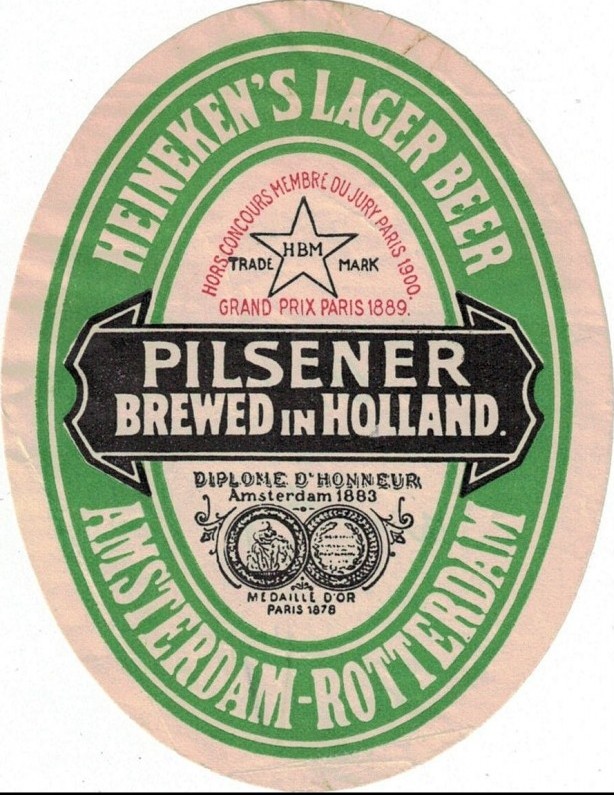 HEINEKEN'S LAGER BEER
HORS CONCOURS MEMBRE DU JURY PARIS 1900.
HBM
TRADE MARK
GRAND PRIX PARIS 1889.
PILSENER
BREWED IN HOLLAND.
DIPLOME D'HONNEUR
Amsterdam 1883
MEDAILLE D'OR
PARIS 1878
AMSTERDAM-ROTTERDAM